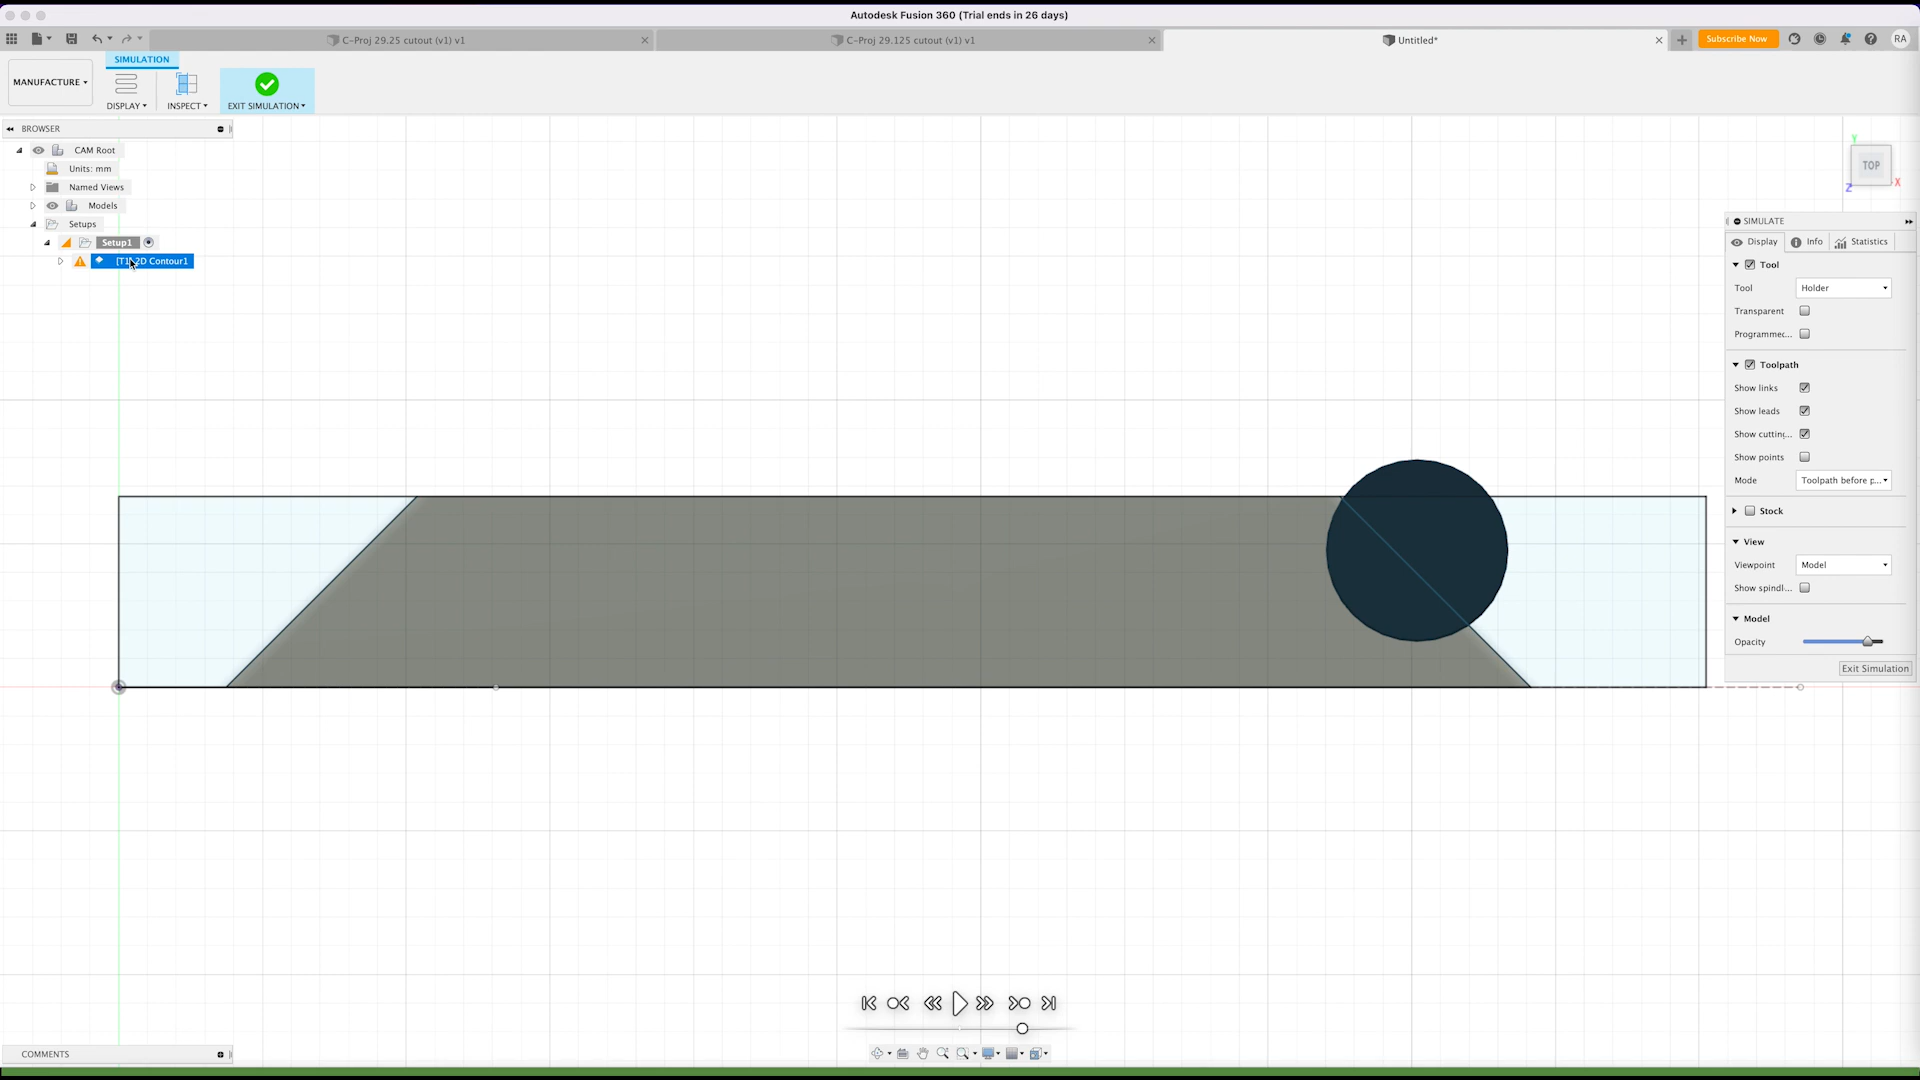 Autodesk Fusion 360 (Trial ends in 26 days)
C-Proj 29.25 cutout (v1) v1
C-Proj 29.125 cutout (v1) v1
Untitled*
Subscribe Now
RA
SIMULATION
MANUFACTURE
DISPLAY
INSPECT
EXIT SIMULATION
BROWSER
CAM Root
Units: mm
Named Views
Models
Setups
Setup1
2D Contour1
Y
TOP
Z
X
SIMULATE
Display
Info
Statistics
Tool
Tool
Holder
Transparent
Programmec...
Toolpath
Show links
Show leads
Show cutting...
Show points
Mode
Toolpath before p...
Stock
View
Viewpoint
Model
Show spindl...
Model
Opacity
Exit Simulation
COMMENTS